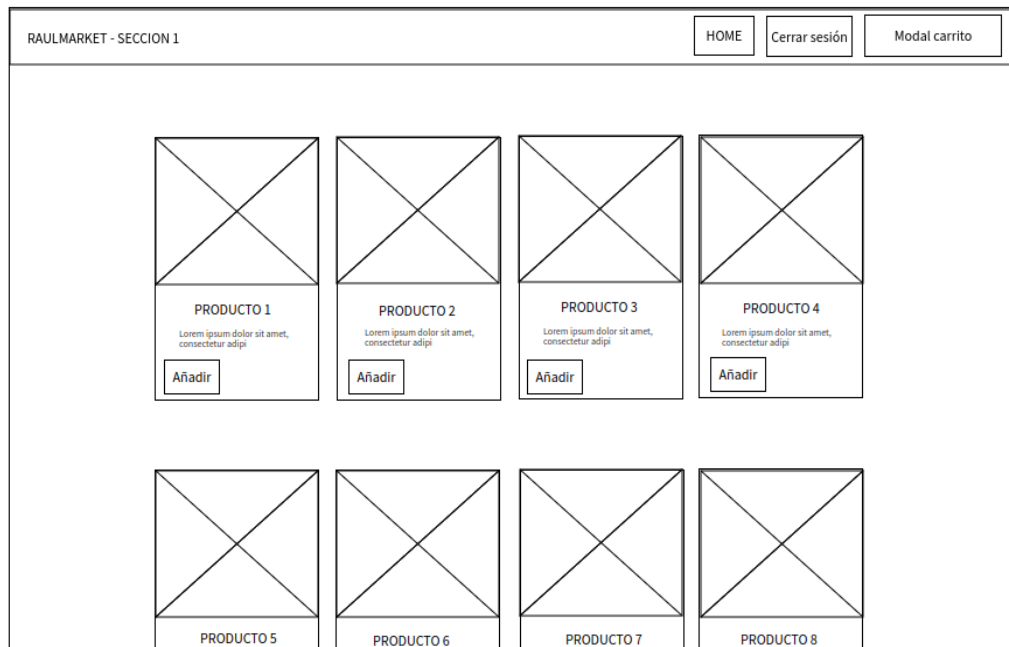 RAULMARKET - SECCION 1
HOME
Cerrar sesión
Modal carrito
PRODUCTO 1
Lorem ipsum dolor sit amet,
consectetur adipi
Añadir
PRODUCTO 2
Lorem ipsum dolor sit amet,
consectetur adipi
Añadir
PRODUCTO 3
Lorem ipsum dolor sit amet,
consectetur adipi
Añadir
PRODUCTO 4
Lorem ipsum dolor sit amet,
consectetur adipi
Añadir
PRODUCTO 5
PRODUCTO 6
PRODUCTO 7
PRODUCTO 8